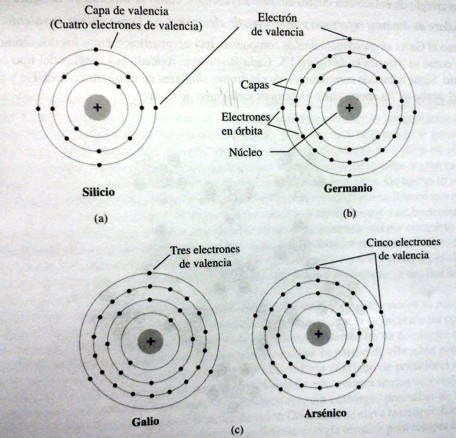 Capa de valencia
(Cuatro electrones de valencia)
Electrón
de valencia
Capas
Electrones
en órbita
Núcleo
+
+
Silicio
Germanio
(a)
(b)
Tres electrones
de valencia
Cinco electrones
de valencia
+
+
Galio
Arsénico
(c)